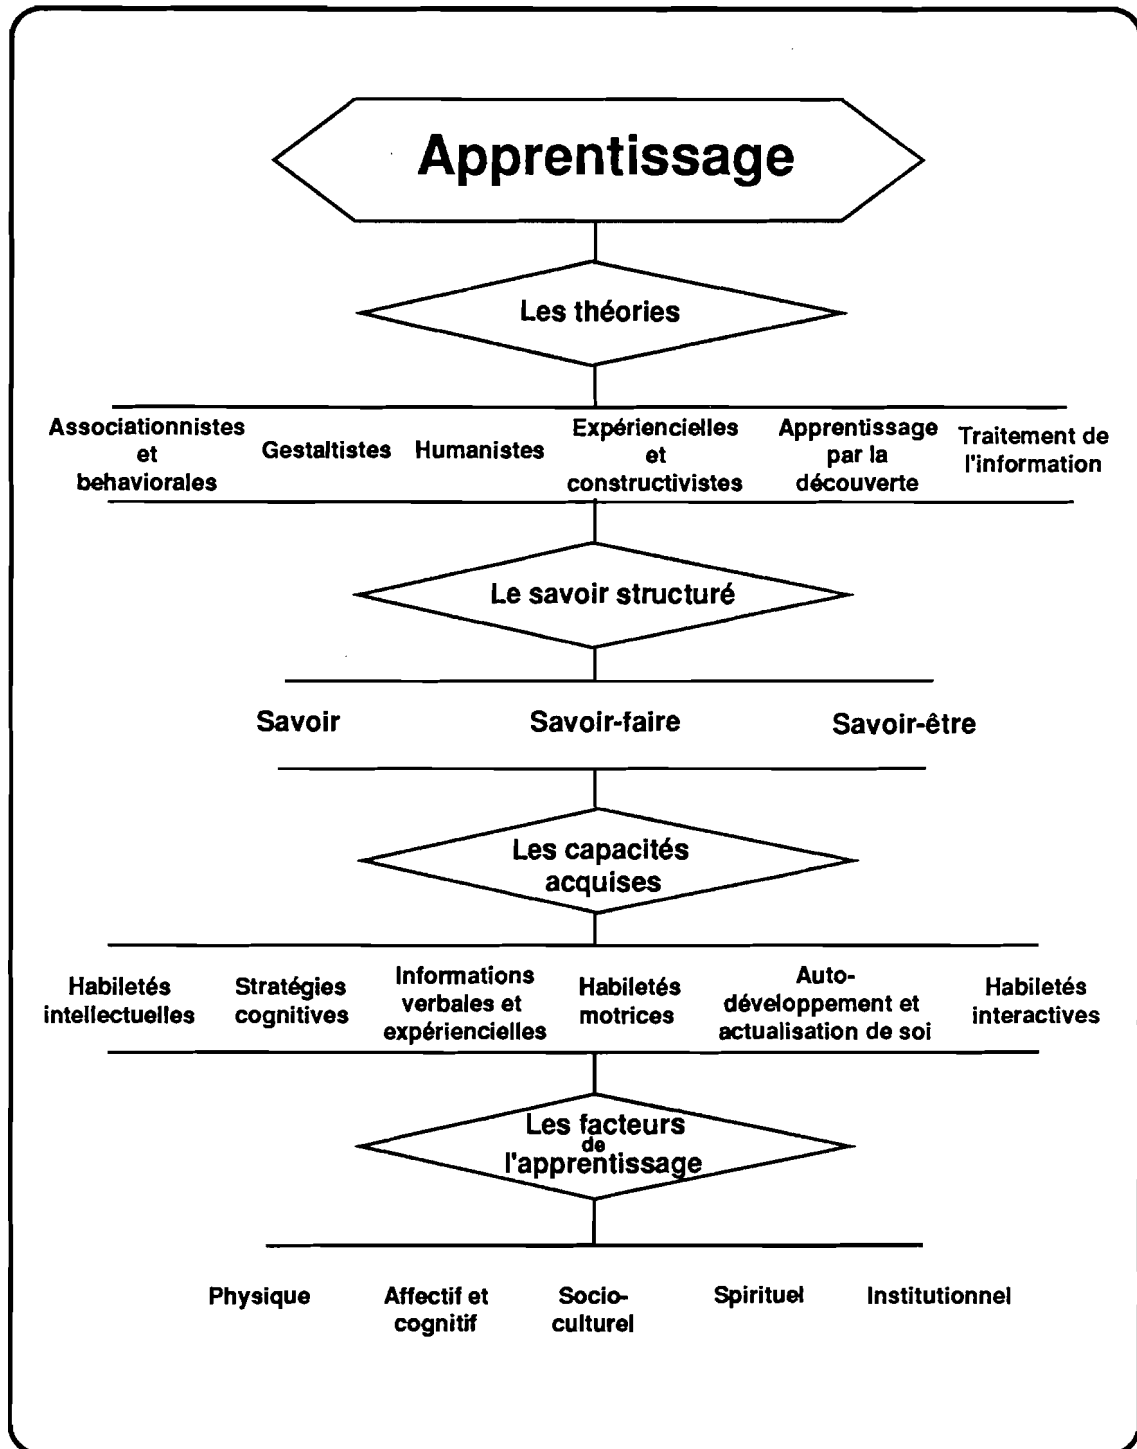 Apprentissage
Les théories
Associationnistes
et
behaviorales
Gestaltistes
Humanistes
Expériencielles
et
constructivistes
Apprentissage
par la
découverte
Traitement de
l'information
Le savoir structuré
Savoir
Savoir-faire
Savoir-être
Les capacités
acquises
Habiletés
intellectuelles
Stratégies
cognitives
Informations
verbales et
expériencielles
Habiletés
motrices
Auto-
développement et
actualisation de soi
Habiletés
interactives
Les facteurs
de
l'apprentissage
Physique
Affectif et
cognitif
Socio-
culturel
Spirituel
Institutionnel